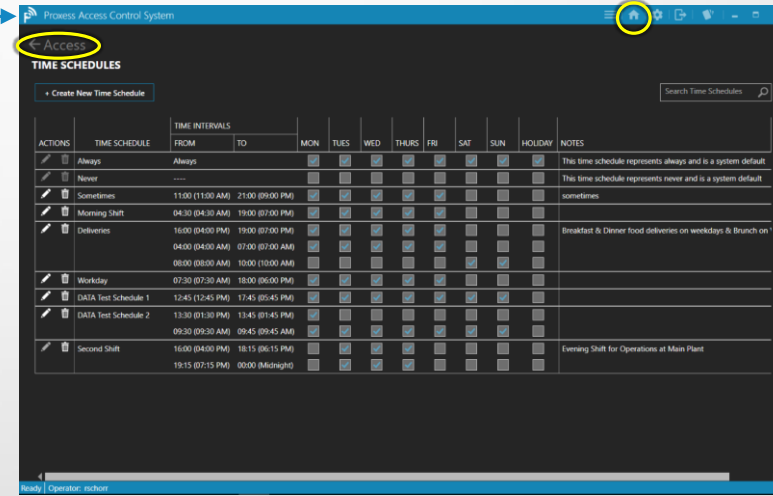 Proxess Access Control System
Access
TIME SCHEDULES
+ Create New Time Schedule
Search Time Schedules
TIME INTERVALS
ACTIONS TIME SCHEDULE FROM TO MON TUES WED THURS FRI SAT SUN HOLIDAY NOTES
Always Always This time schedule represents always and is a system default
Never ---- This time schedule represents never and is a system default
Sometimes 11:00 (11:00 AM) 21:00 (09:00 PM) sometimes
Morning Shift 04:30 (04:30 AM) 19:00 (07:00 PM)
Deliveries 16:00 (04:00 PM) 19:00 (07:00 PM) Breakfast & Dinner food deliveries on weekdays & Brunch on
04:00 (04:00 AM) 07:00 (07:00 AM)
08:00 (08:00 AM) 10:00 (10:00 AM)
Workday 07:30 (07:30 AM) 18:00 (06:00 PM)
DATA Test Schedule 1 12:45 (12:45 PM) 17:45 (05:45 PM)
DATA Test Schedule 2 13:30 (01:30 PM) 13:45 (01:45 PM)
09:30 (09:30 AM) 09:45 (09:45 AM)
Second Shift 16:00 (04:00 PM) 18:15 (06:15 PM) Evening Shift for Operations at Main Plant
19:15 (07:15 PM) 00:00 (Midnight)
Ready Operator: rschorr